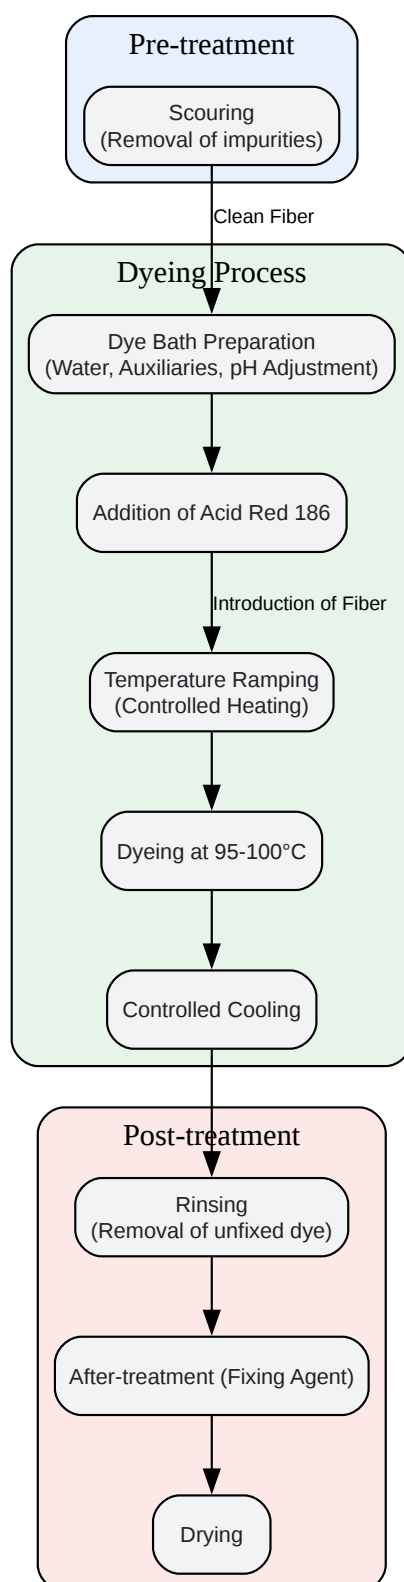 Pre-treatment
Scouring
(Removal of impurities)
Clean Fiber
Dyeing Process
Dye Bath Preparation
(Water, Auxiliaries, pH Adjustment)
Addition of Acid Red 186
Introduction of Fiber
Temperature Ramping
(Controlled Heating)
Dyeing at 95-100°C
Controlled Cooling
Post-treatment
Rinsing
(Removal of unfixed dye)
After-treatment (Fixing Agent)
Drying